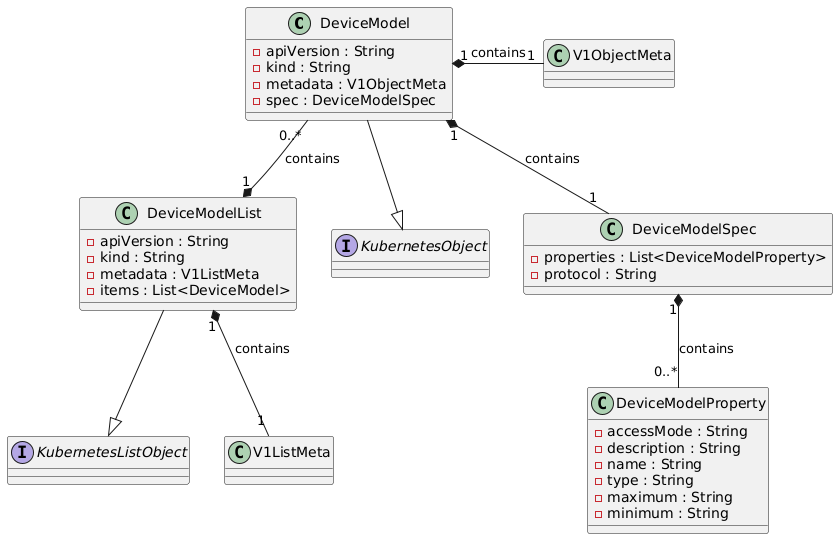 C DeviceModel
apiVersion : String
kind : String
metadata : V1ObjectMeta
spec : DeviceModelSpec
1 contains 1
C V1ObjectMeta
0..*
contains
1
1
contains
1
C DeviceModelList
apiVersion : String
kind : String
metadata : V1ListMeta
items : List<DeviceModel>
I KubernetesObject
C DeviceModelSpec
properties : List<DeviceModelProperty>
protocol : String
1
contains
1
1
contains
0..*
I KubernetesListObject
C V1ListMeta
C DeviceModelProperty
accessMode : String
description : String
name : String
type : String
maximum : String
minimum : String